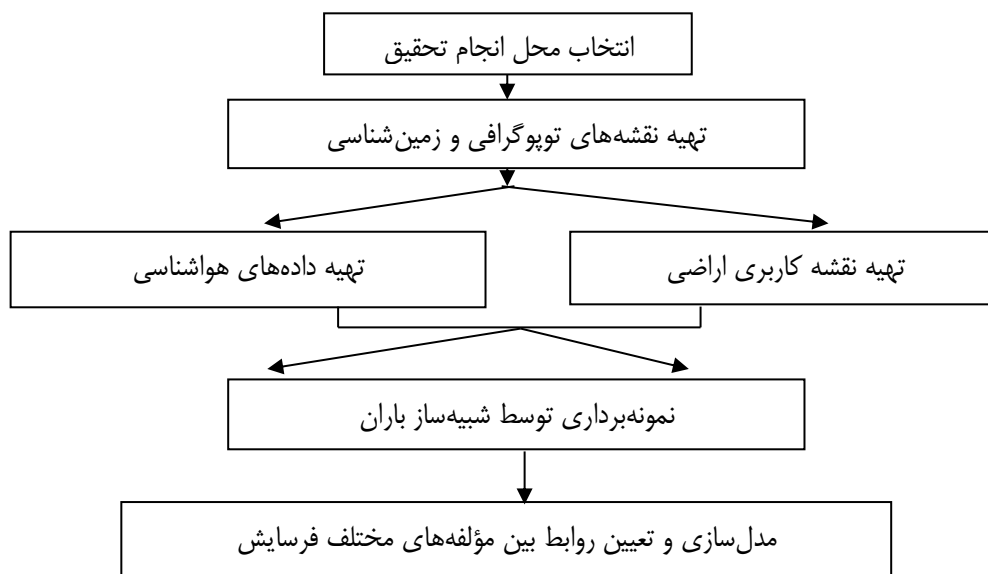 انتخاب محل انجام تحقیق
تهیه نقشه‌های توپوگرافی و زمین‌شناسی
تهیه نقشه کاربری اراضی
تهیه داده‌های هواشناسی
نمونه‌برداری توسط شبیه‌ساز باران
مدل‌سازی و تعیین روابط بین مؤلفه‌های مختلف فرسایش